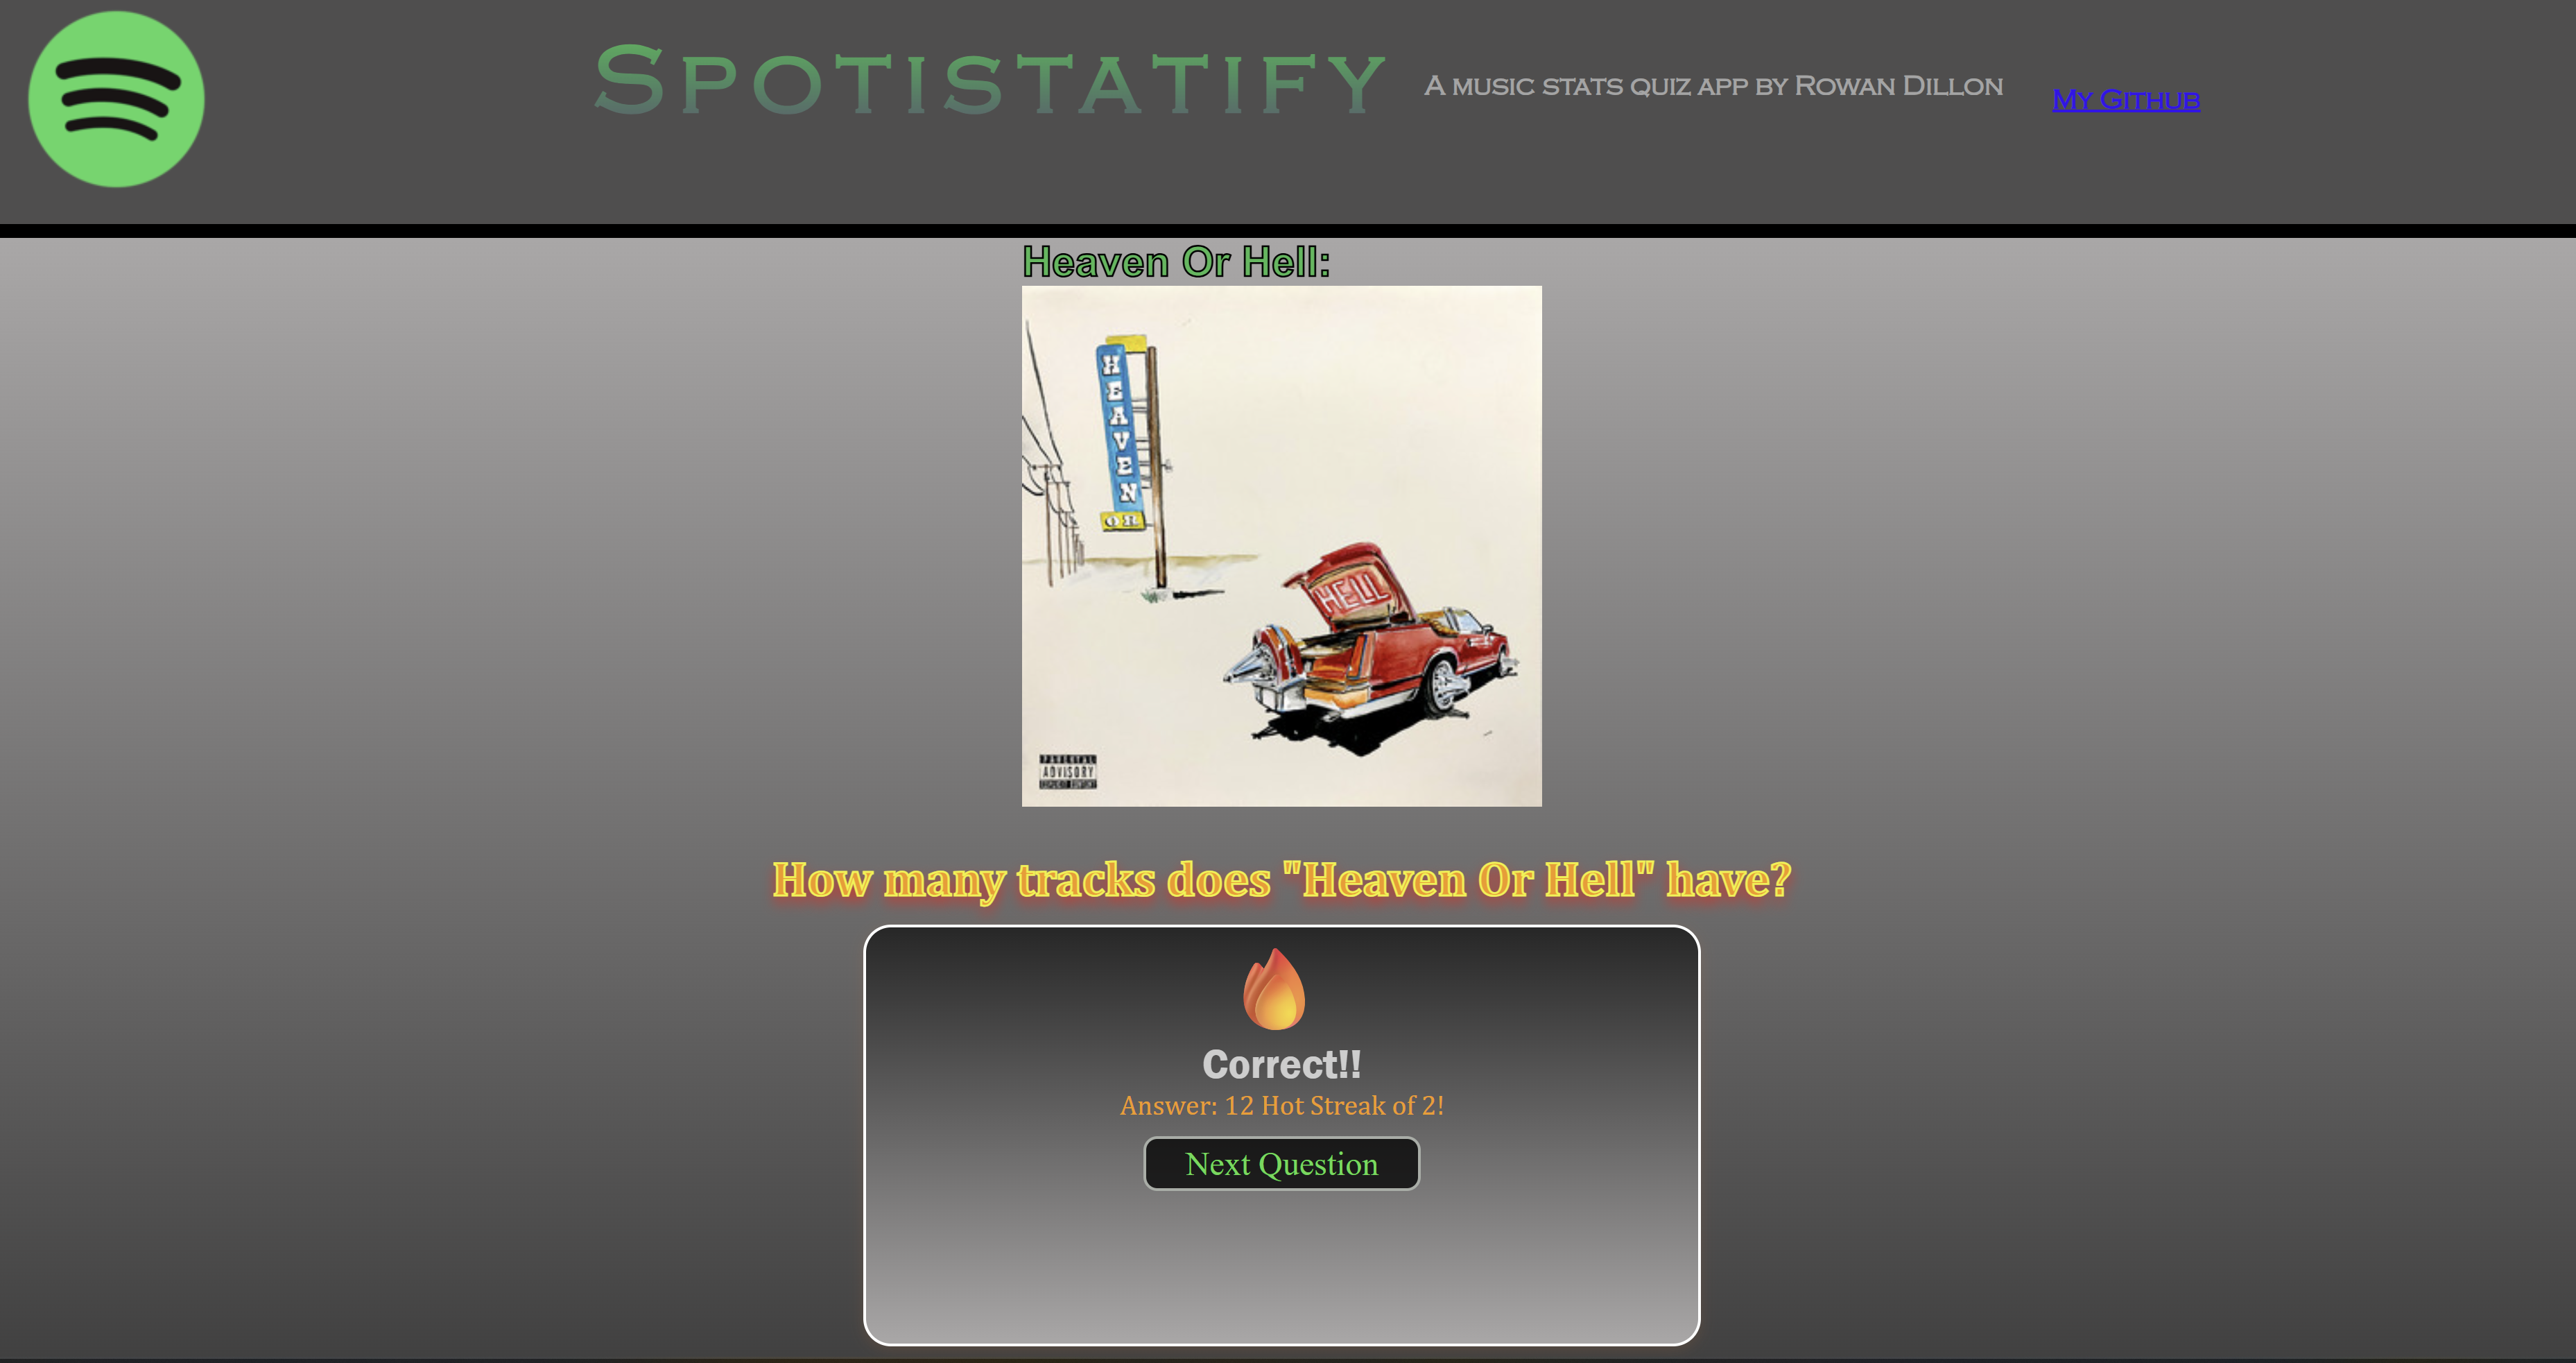 Spotistatify
A music stats quiz app by Rowan Dillon
My Github
Heaven Or Hell:
HEAVEN
OR
HELL
PARENTAL
ADVISORY
EXPLICIT CONTENT
How many tracks does "Heaven Or Hell" have?
Correct!!
Answer: 12 Hot Streak of 2!
Next Question